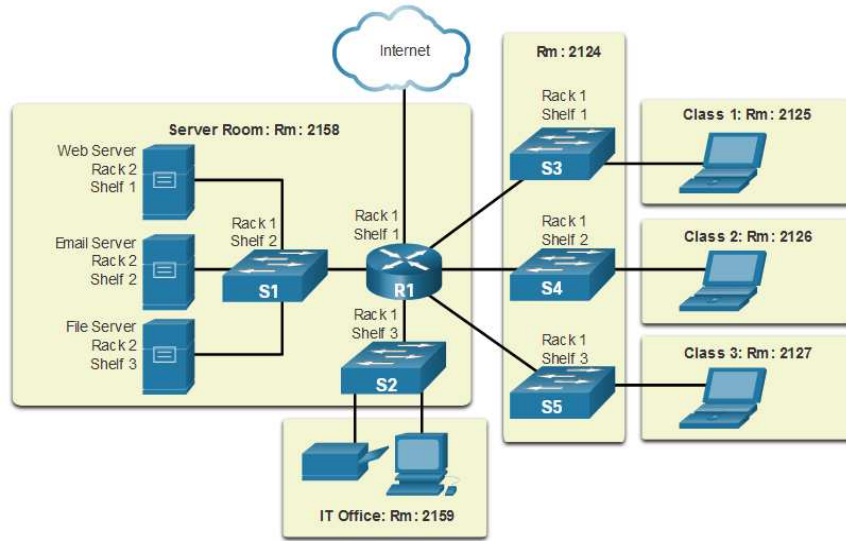 Internet
Rm: 2124
Server Room: Rm: 2158
Rack 1
Shelf 1
Class 1: Rm: 2125
Web Server
Rack 2
Shelf 1
S3
Rack 1
Shelf 2
Rack 1
Shelf 1
Rack 1
Shelf 2
Class 2: Rm: 2126
Email Server
Rack 2
Shelf 2
S1
R1
S4
Rack 1
Shelf 3
File Server
Rack 2
Shelf 3
Rack 1
Shelf 3
Class 3: Rm: 2127
S2
S5
IT Office: Rm: 2159